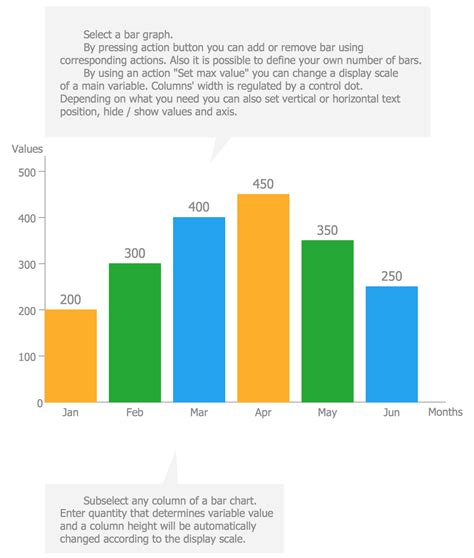 Select a bar graph.
By pressing action button you can add or remove bar using
corresponding actions. Also it is possible to define your own number of bars.
By using an action "Set max value" you can change a display scale
of a main variable. Columns' width is regulated by a control dot.
Depending on what you need you can also set vertical or horizontal text
position, hide / show values and axis.
Values
500
450
400
400
350
300
300
250
200
200
100
0
Jan Feb Mar Apr May Jun Months
Subselect any column of a bar chart.
Enter quantity that determines variable value
and a column height will be automatically
changed according to the display scale.